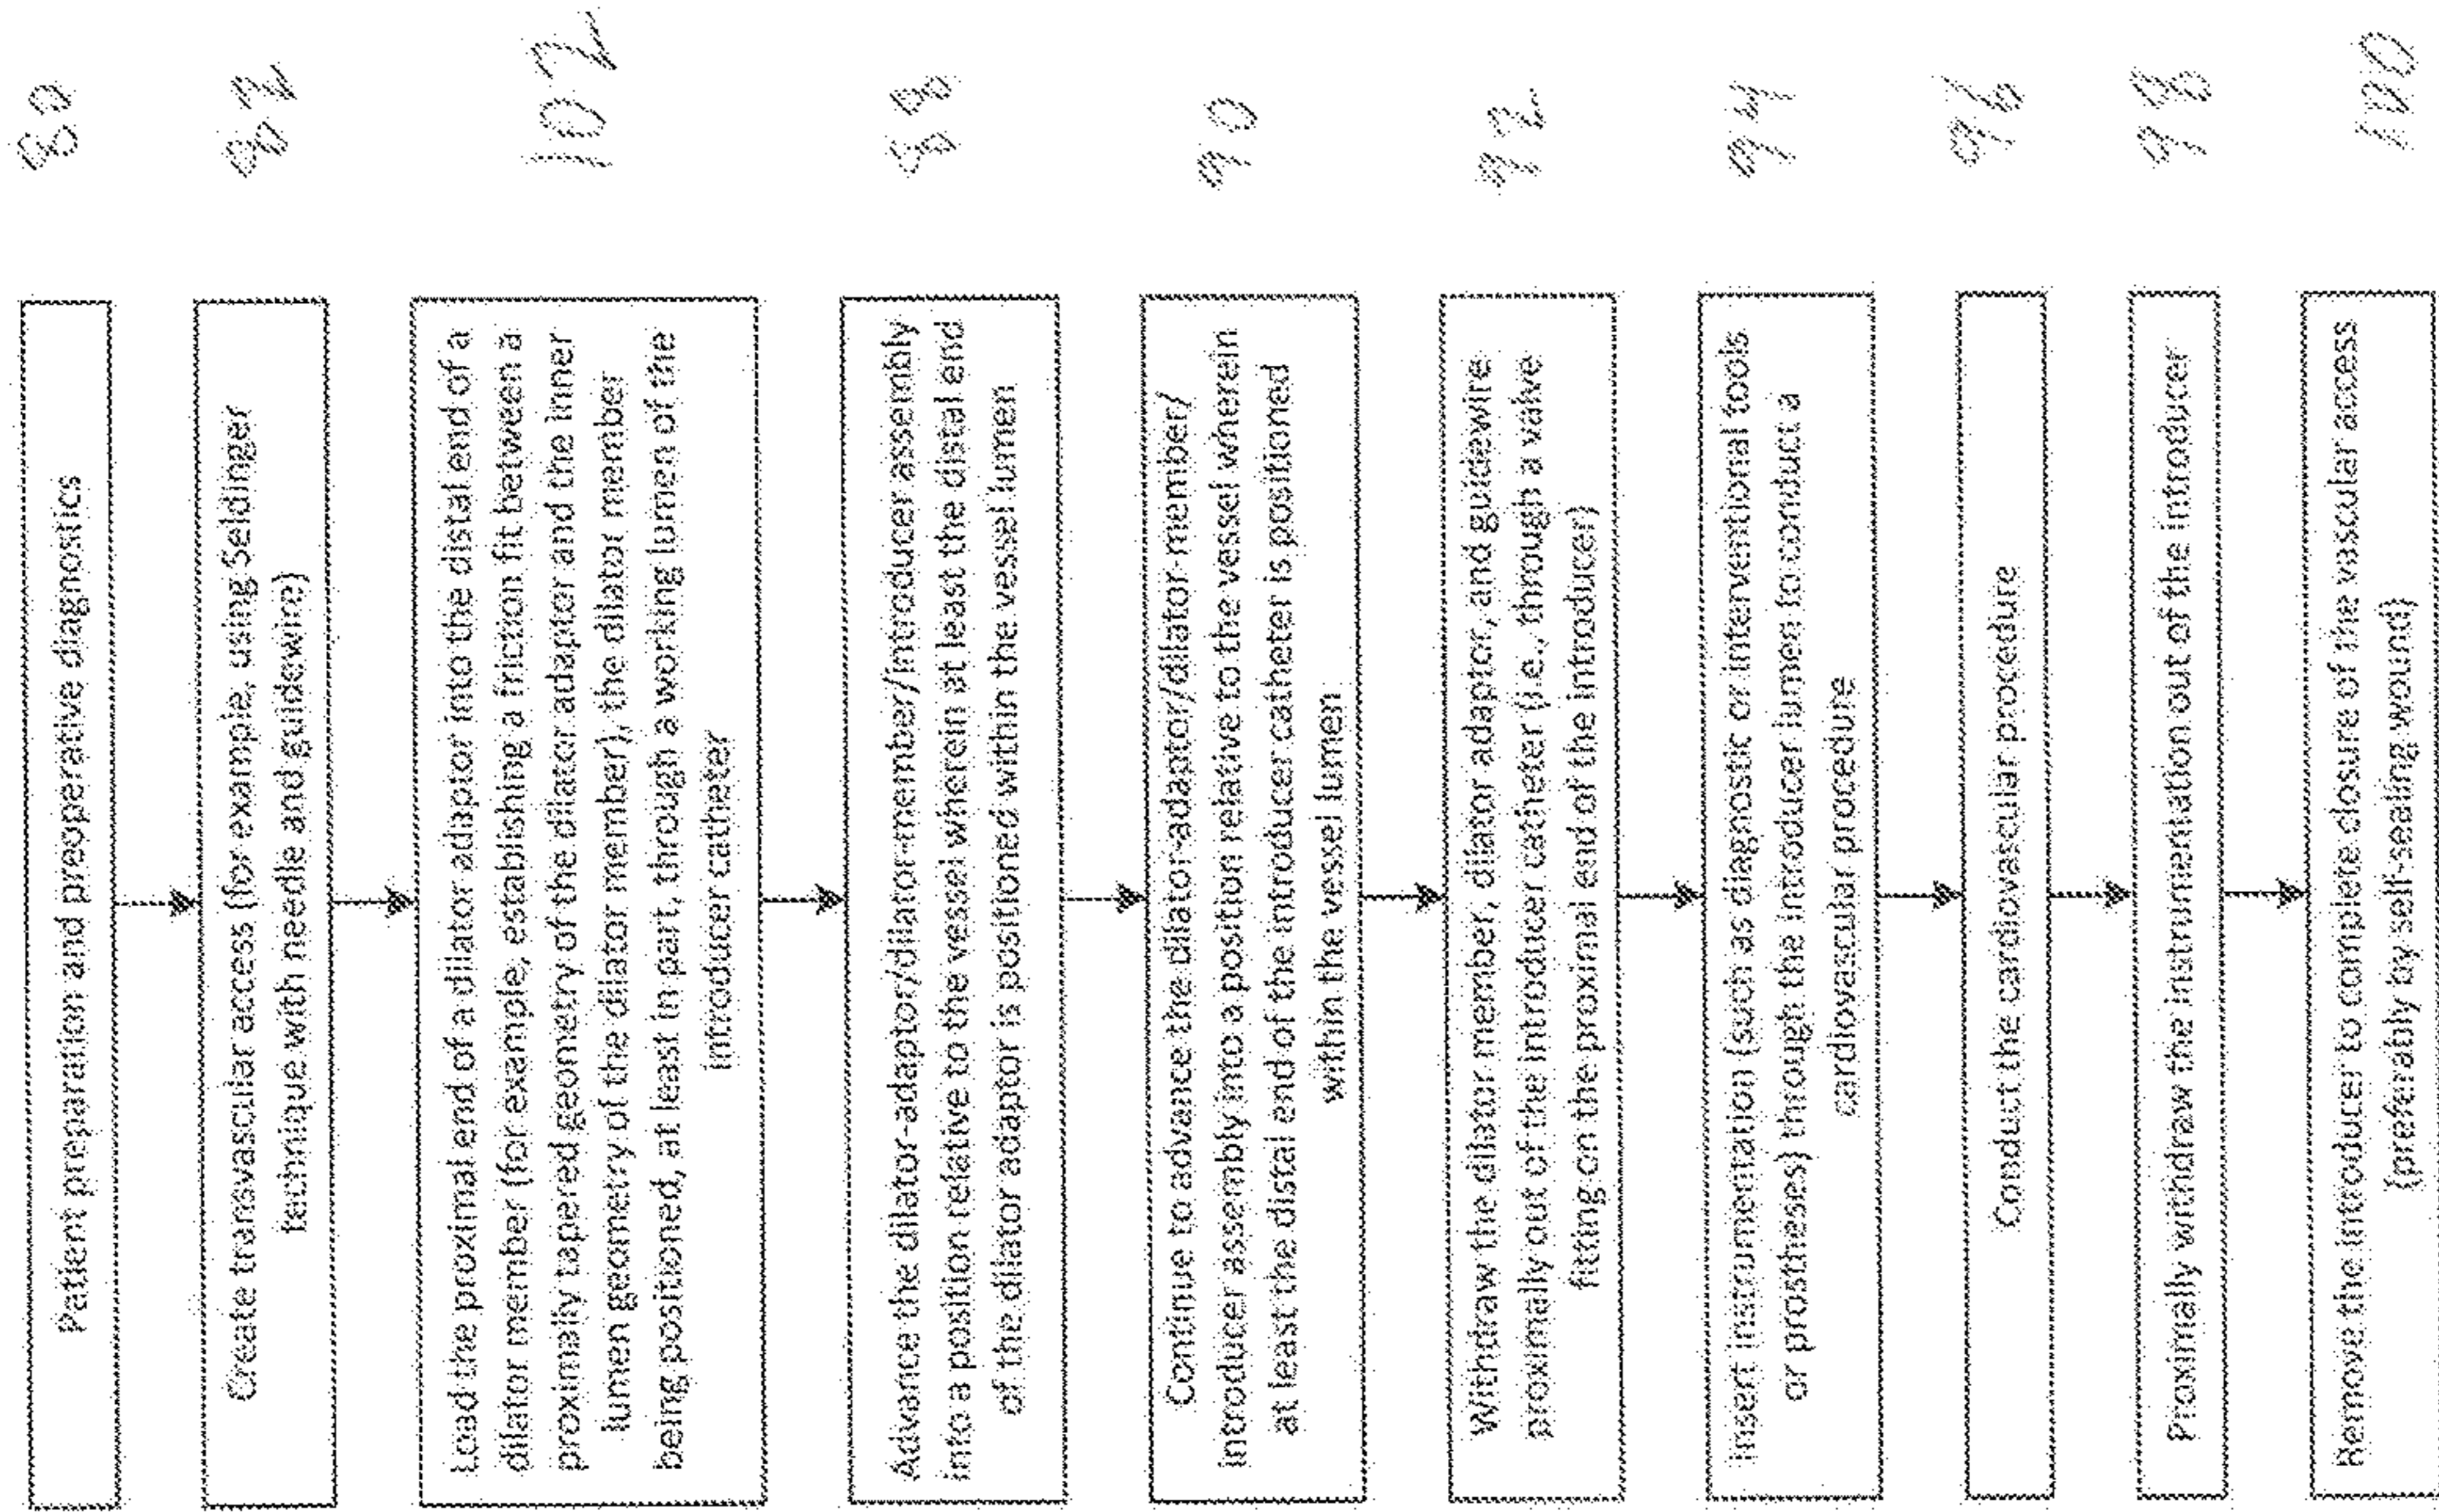 Patient preparation and preoperative diagnostics
80
Create transvascular access (for example, using Seldinger
technique with needle and guidewire)
82
Load the proximal end of a dilator adaptor into the distal end of a
dilator member (for example, establishing a friction fit between a
proximally tapered geometry of the dilator adaptor and the inner
lumen geometry of the dilator member), the dilator member
being positioned, at least in part, through a working lumen of the
introducer catheter
102
Advance the dilator-adaptor/dilator-member/introducer assembly
into a position relative to the vessel wherein at least the distal end
of the dilator adaptor is positioned within the vessel lumen
88
Continue to advance the dilator-adaptor/dilator-member/
introducer assembly into a position relative to the vessel wherein
at least the distal end of the introducer catheter is positioned
within the vessel lumen
90
Withdraw the dilator member, dilator adaptor, and guidewire
proximally out of the introducer catheter (i.e., through a valve
fitting on the proximal end of the introducer)
92
Insert instrumentation (such as diagnostic or interventional tools
or prostheses) through the introducer lumen to conduct a
cardiovascular procedure
94
Conduct the cardiovascular procedure
96
Proximally withdraw the instrumentation out of the introducer
98
Remove the introducer to complete closure of the vascular access
(preferably by self-sealing wound)
100